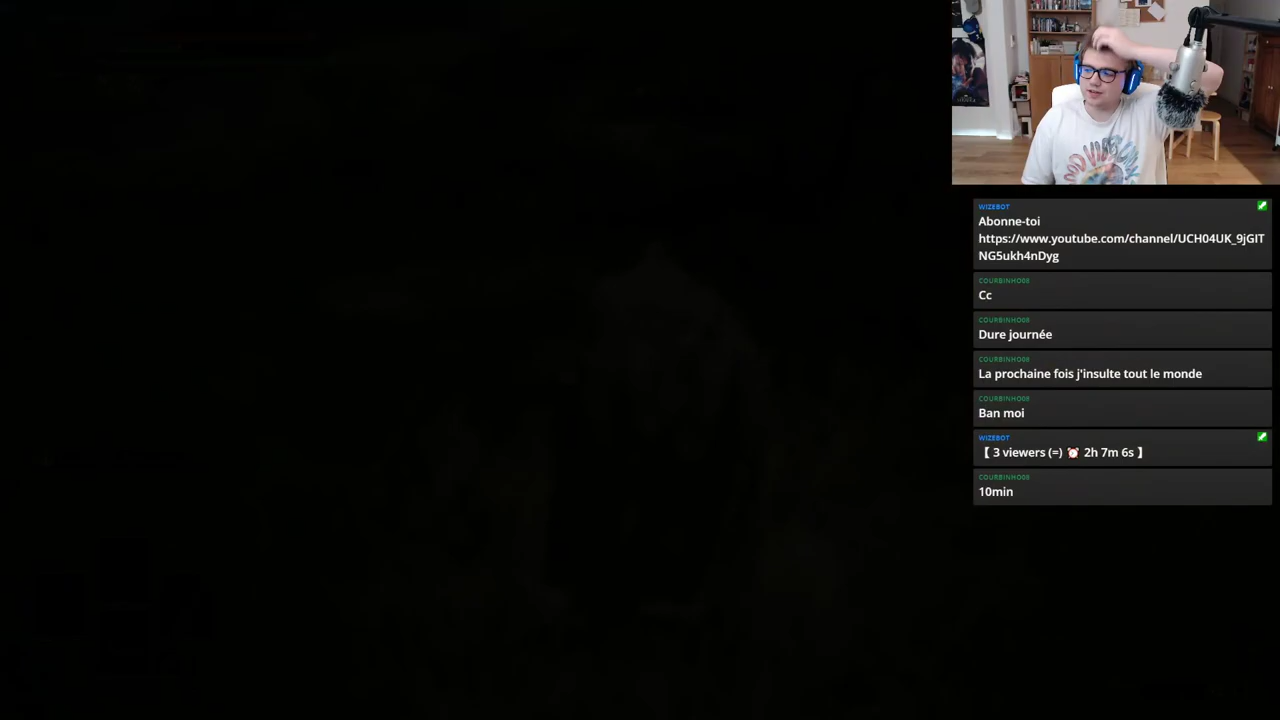 WIZEBOT
Abonne-toi
https://www.youtube.com/channel/UCH04UK_9jGIT
NG5ukh4nDyg
COURBINHO08
Cc
COURBINHO08
Dure journée
COURBINHO08
La prochaine fois j'insulte tout le monde
COURBINHO08
Ban moi
WIZEBOT
【 3 viewers (=) ⏰ 2h 7m 6s 】
COURBINHO08
10min